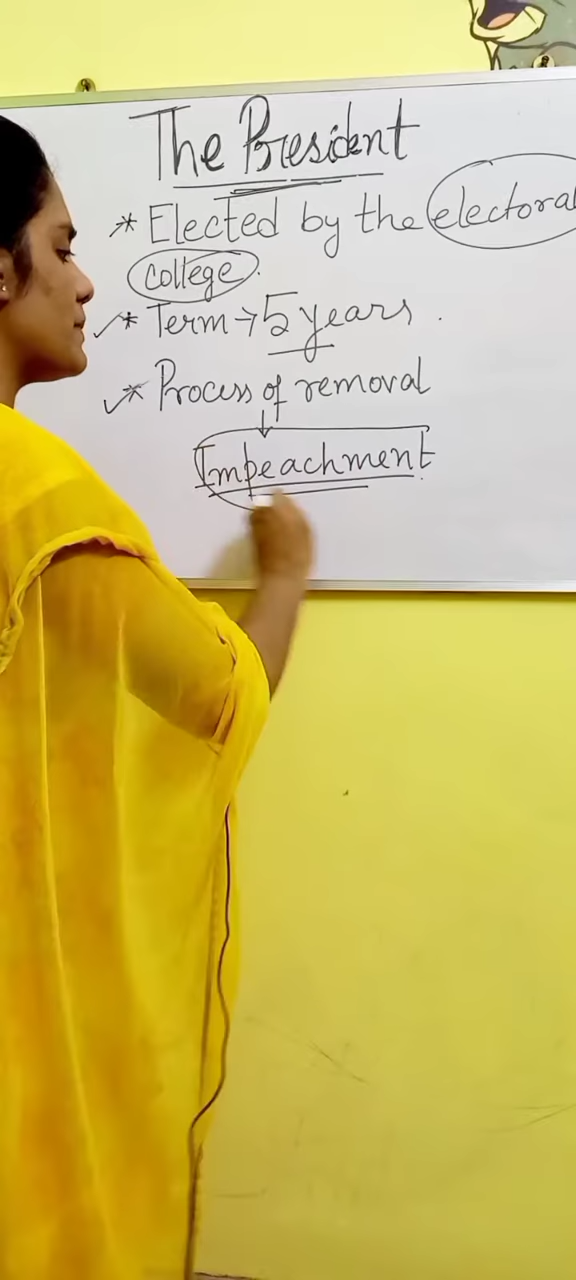 The President
* Elected by the electoral
college.
* Term → 5 years.
* Process of removal
↓
Impeachment.